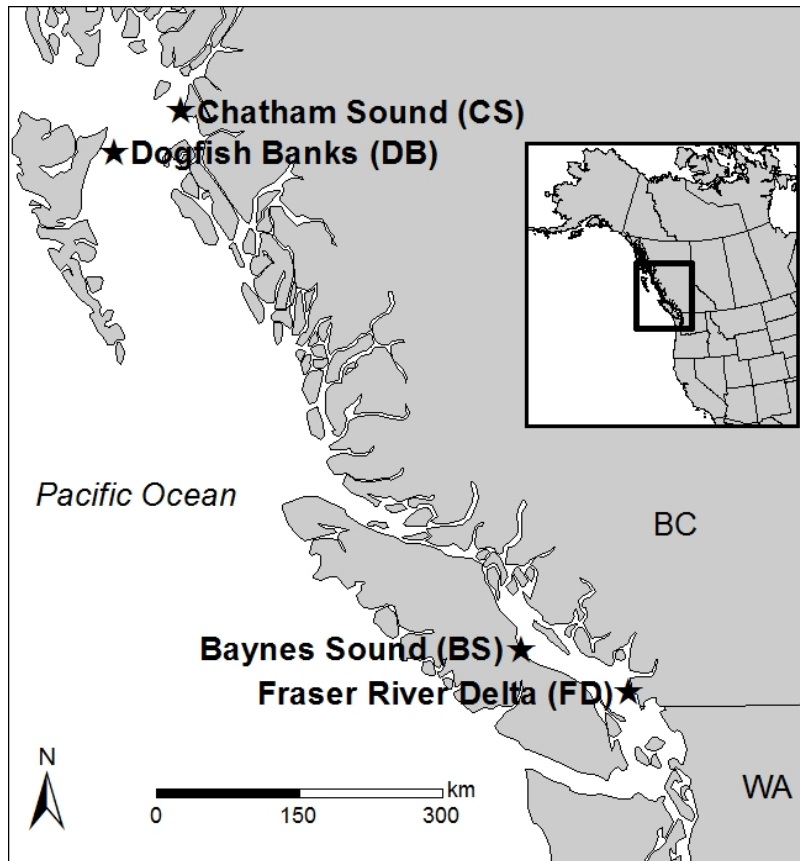 Chatham Sound (CS)
Dogfish Banks (DB)
Pacific Ocean
BC
Baynes Sound (BS)
Fraser River Delta (FD)
N
km
WA
0 150 300